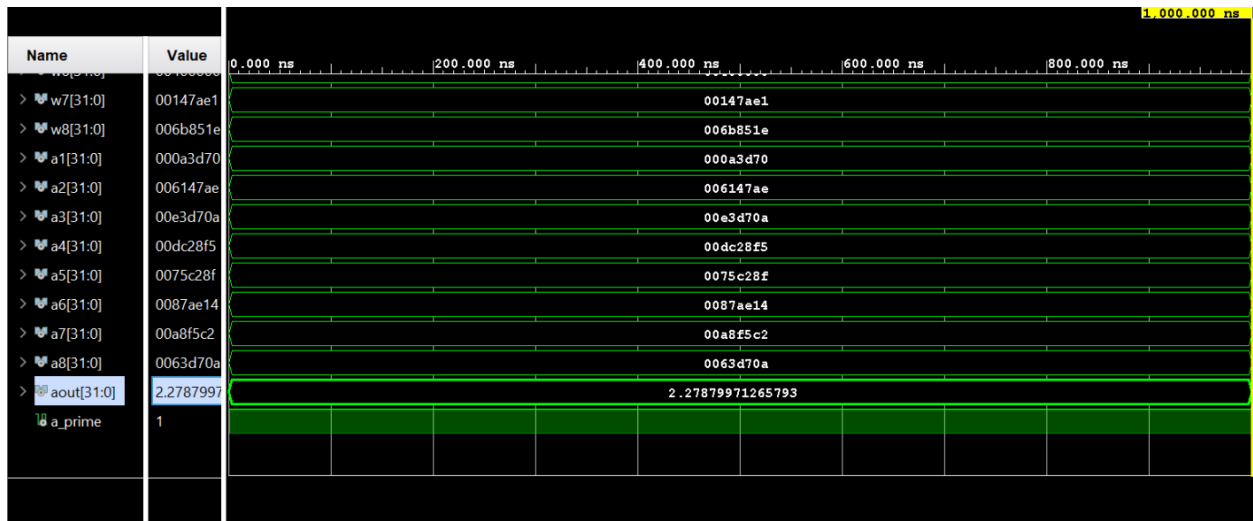 1,000.000 ns
Name Value 0.000 ns 200.000 ns 400.000 ns 600.000 ns 800.000 ns
w7[31:0] 00147ae1 00147ae1
w8[31:0] 006b851e 006b851e
a1[31:0] 000a3d70 000a3d70
a2[31:0] 006147ae 006147ae
a3[31:0] 00e3d70a 00e3d70a
a4[31:0] 00dc28f5 00dc28f5
a5[31:0] 0075c28f 0075c28f
a6[31:0] 0087ae14 0087ae14
a7[31:0] 00a8f5c2 00a8f5c2
a8[31:0] 0063d70a 0063d70a
aout[31:0] 2.2787997 2.27879971265793
a_prime 1